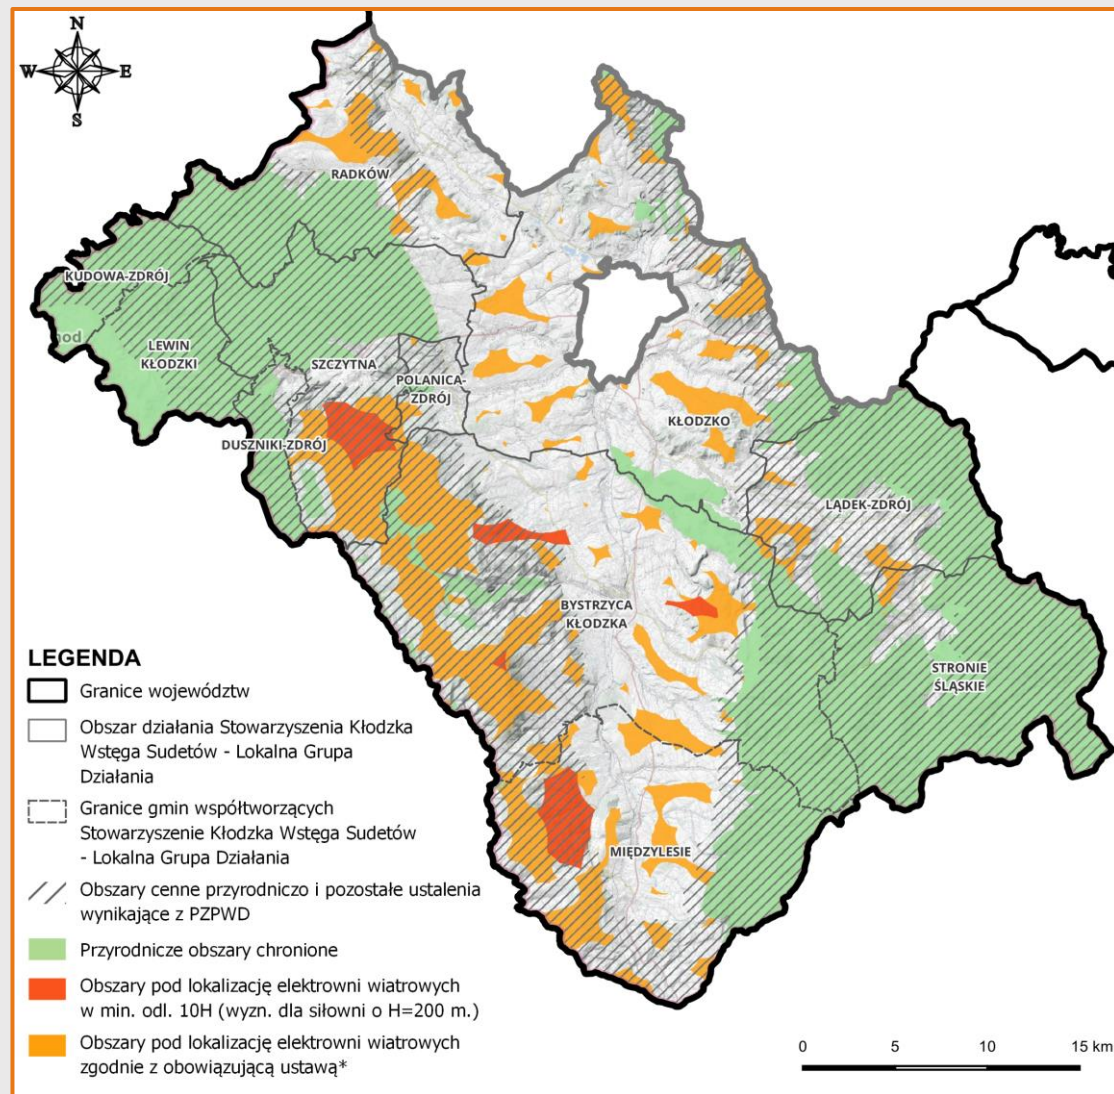 N
W
E
S
RADKÓW
KUDOWA-ZDRÓJ
LEWIN
KŁODZKI
SZCZYTNA
POLANICA-
ZDRÓJ
DUSZNIKI-ZDRÓJ
KŁODZKO
LĄDEK-ZDRÓJ
BYSTRZYCA
KŁODZKA
STRONIE
ŚLĄSKIE
MIĘDZYLESIE
LEGENDA
Granice województw
Obszar działania Stowarzyszenia Kłodzka
Wstęga Sudetów - Lokalna Grupa
Działania
Granice gmin współtworzących
Stowarzyszenie Kłodzka Wstęga Sudetów
- Lokalna Grupa Działania
Obszary cenne przyrodniczo i pozostałe ustalenia
wynikające z PZPWD
Przyrodnicze obszary chronione
Obszary pod lokalizację elektrowni wiatrowych
w min. odl. 10H (wyzn. dla siłowni o H=200 m.)
Obszary pod lokalizację elektrowni wiatrowych
zgodnie z obowiązującą ustawą*
0 5 10 15 km